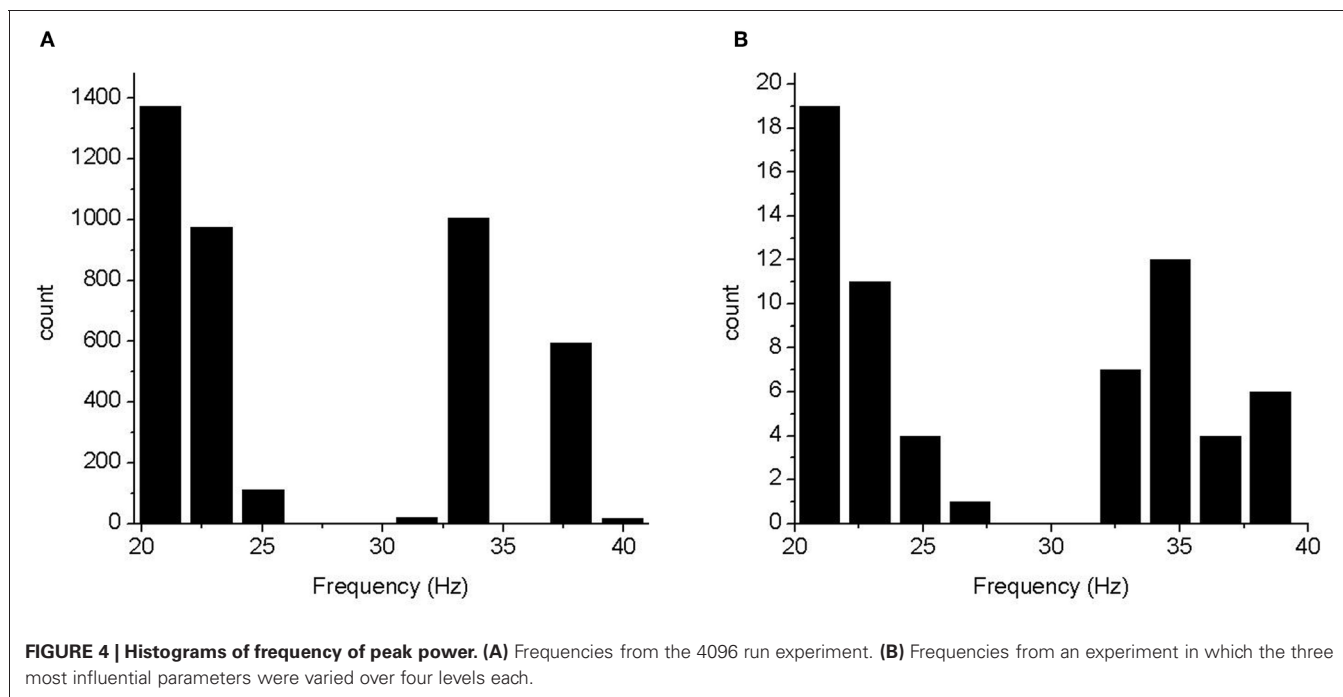 A
B
1400
1200
1000
800
600
400
200
0
count
20 25 30 35 40
Frequency (Hz)
20
18
16
14
12
10
8
6
4
2
0
count
20 25 30 35 40
Frequency (Hz)
FIGURE 4 | Histograms of frequency of peak power. (A) Frequencies from the 4096 run experiment. (B) Frequencies from an experiment in which the three
most influential parameters were varied over four levels each.